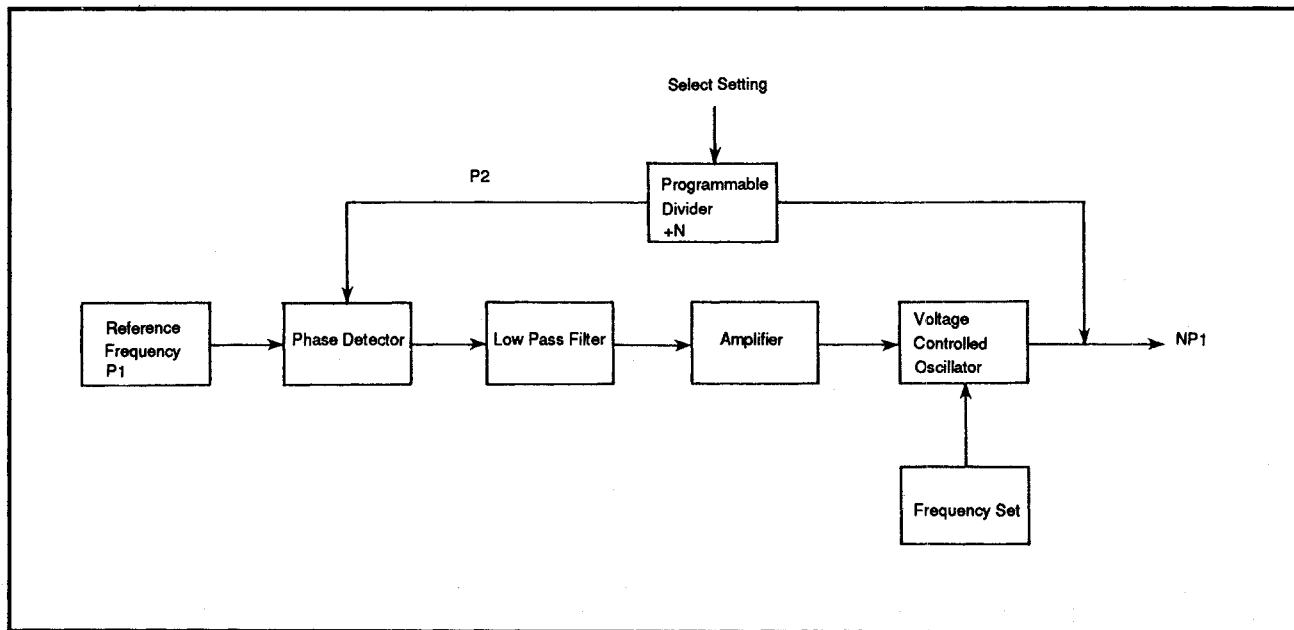 Select Setting
P2
Programmable
Divider
+N
Reference
Frequency
P1
Phase Detector
Low Pass Filter
Amplifier
Voltage
Controlled
Oscillator
NP1
Frequency Set